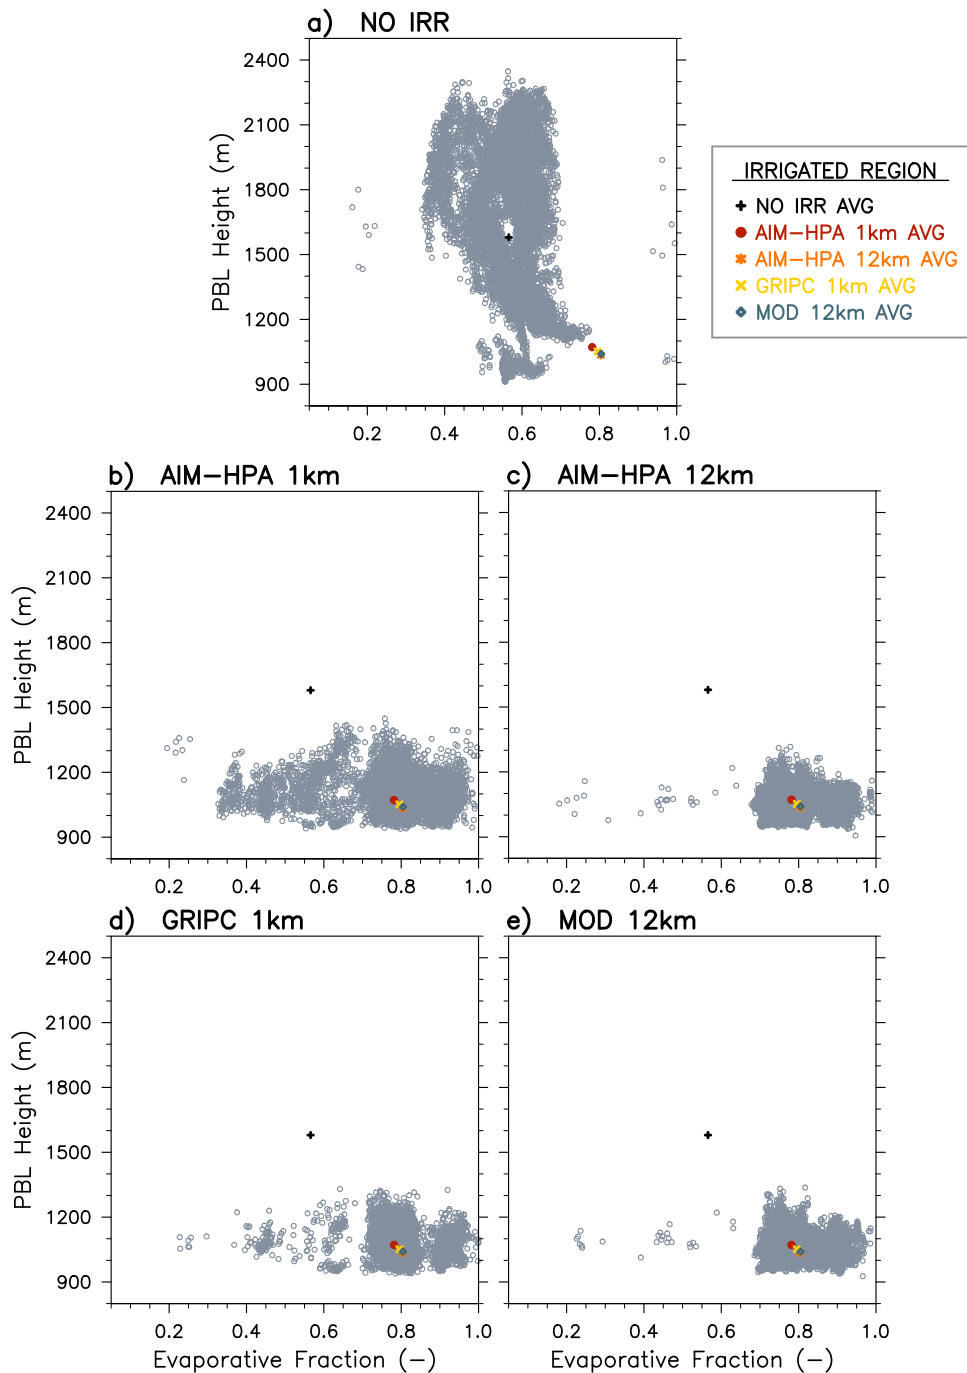 a) NO IRR
2400
2100
1800
1500
1200
900
PBL Height (m)
0.2 0.4 0.6 0.8 1.0
IRRIGATED REGION
NO IRR AVG
AIM-HPA 1km AVG
AIM-HPA 12km AVG
GRIPC 1km AVG
MOD 12km AVG
b) AIM-HPA 1km
2400
2100
1800
1500
1200
900
PBL Height (m)
0.2 0.4 0.6 0.8 1.0
c) AIM-HPA 12km
0.2 0.4 0.6 0.8 1.0
d) GRIPC 1km
2400
2100
1800
1500
1200
900
PBL Height (m)
0.2 0.4 0.6 0.8 1.0
Evaporative Fraction (-)
e) MOD 12km
0.2 0.4 0.6 0.8 1.0
Evaporative Fraction (-)